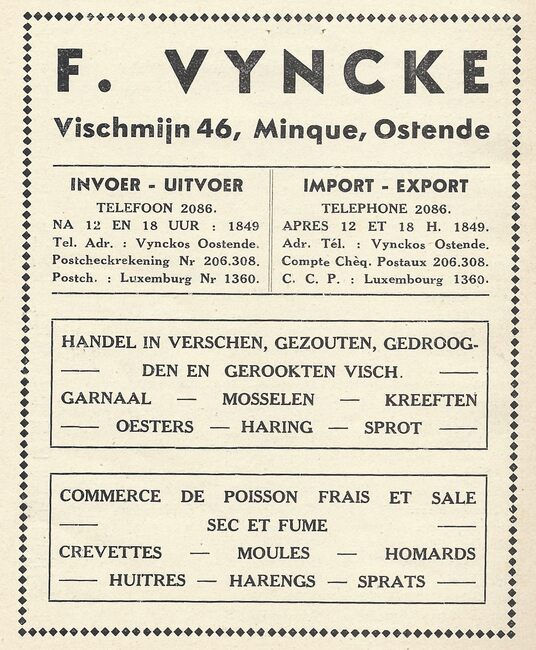 F. VYNCKE
Vischmijn 46, Minque, Ostende
INVOER - UITVOER
TELEFOON 2086.
NA 12 EN 18 UUR : 1849
Tel. Adr. : Vynckos Oostende.
Postcheckrekening Nr 206.308.
Postch. : Luxemburg Nr 1360.
IMPORT - EXPORT
TELEPHONE 2086.
APRES 12 ET 18 H. 1849.
Adr. Tél. : Vynckos Ostende.
Compte Chèq. Postaux 206.308.
C. C. P. : Luxembourg 1360.
HANDEL IN VERSCHEN, GEZOUTEN, GEDROOG-
— DEN EN GEROOKTEN VISCH. —
GARNAAL — MOSSELEN — KREEFTEN
— OESTERS — HARING — SPROT —
COMMERCE DE POISSON FRAIS ET SALE
— SEC ET FUME —
CREVETTES — MOULES — HOMARDS
— HUITRES — HARENGS — SPRATS —